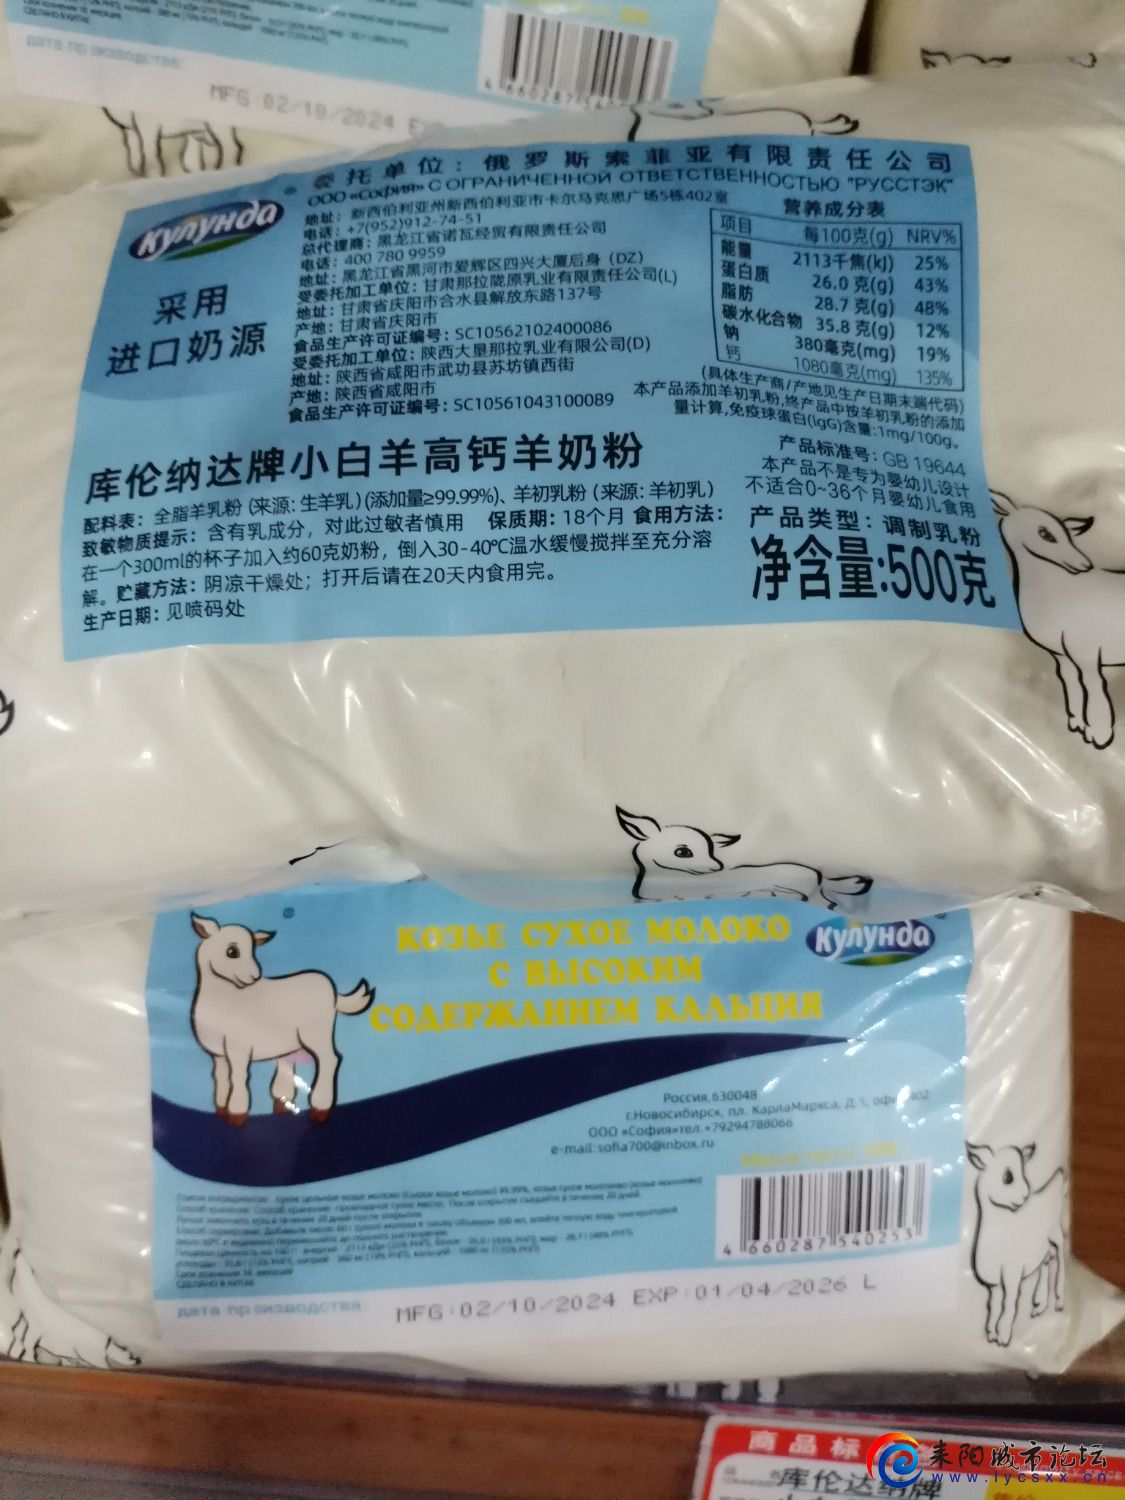 дата производства:
MFG:02/10/2024
委托单位:俄罗斯索菲亚有限责任公司
ООО «София» С ОГРАНИЧЕННОЙ ОТВЕТСТВЕННОСТЬЮ "РУССТЭК"
Кулунда
采用
进口奶源
地址:新西伯利亚州新西伯利亚市卡尔马克思广场5栋402室
电话:+7(952)912-74-51
总代理商:黑龙江省诺瓦经贸有限责任公司
电话:400 780 9959
地址:黑龙江省黑河市爱辉区四兴大厦后身(DZ)
受委托加工单位:甘肃那拉陇原乳业有限责任公司(L)
地址:甘肃省庆阳市合水县解放东路137号
产地:甘肃省庆阳市
食品生产许可证编号:SC10562102400086
受委托加工单位:陕西大垦那拉乳业有限公司(D)
地址:陕西省咸阳市武功县苏坊镇西街
产地:陕西省咸阳市
食品生产许可证编号:SC10561043100089
营养成分表
项目 每100克(g) NRV%
能量 2113千焦(kJ) 25%
蛋白质 26.0 克(g) 43%
脂肪 28.7 克(g) 48%
碳水化合物 35.8 克(g) 12%
钠 380毫克(mg) 19%
钙 1080毫克(mg) 135%
(具体生产商/产地见生产日期末端代码)
本产品添加羊初乳粉,终产品中按羊初乳粉的添加
量计算,免疫球蛋白(IgG)含量:1mg/100g。
产品标准号:GB 19644
本产品不是专为婴幼儿设计
不适合0~36个月婴幼儿食用
产品类型:调制乳粉
净含量:500克
库伦纳达牌小白羊高钙羊奶粉
配料表:全脂羊乳粉(来源:生羊乳)(添加量≥99.99%)、羊初乳粉(来源:羊初乳)
致敏物质提示:含有乳成分,对此过敏者慎用 保质期:18个月 食用方法:
在一个300ml的杯子加入约60克奶粉,倒入30-40℃温水缓慢搅拌至充分溶
解。贮藏方法:阴凉干燥处;打开后请在20天内食用完。
生产日期:见喷码处
КОЗЬЕ СУХОЕ МОЛОКО
С ВЫСОКИМ
СОДЕРЖАНИЕМ КАЛЬЦИЯ
Кулунда
Россия,630048
г.Новосибирск, пл. КарлаМаркса, Д 5, офис 402
ООО «София»тел.+79294788066
e-mail:sofia700@inbox.ru
4 660287 540253
дата производства:
MFG:02/10/2024 EXP:01/04/2026 L
商品标
库伦达纳牌
耒阳城市论坛
www.lycsxx.cn